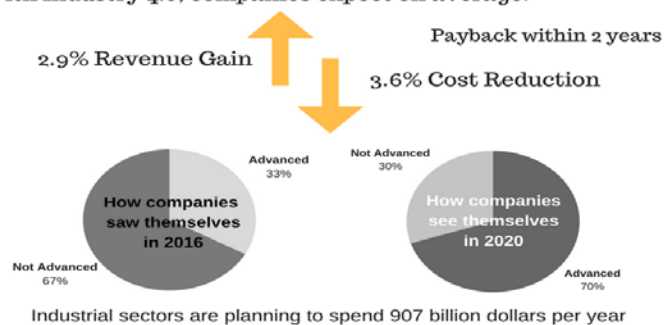 Payback within 2 years
2.9% Revenue Gain
3.6% Cost Reduction
Advanced
33%
How companies
saw themselves
in 2016
Not Advanced
67%
Not Advanced
30%
How companies
see themselves
in 2020
Advanced
70%
Industrial sectors are planning to spend 907 billion dollars per year